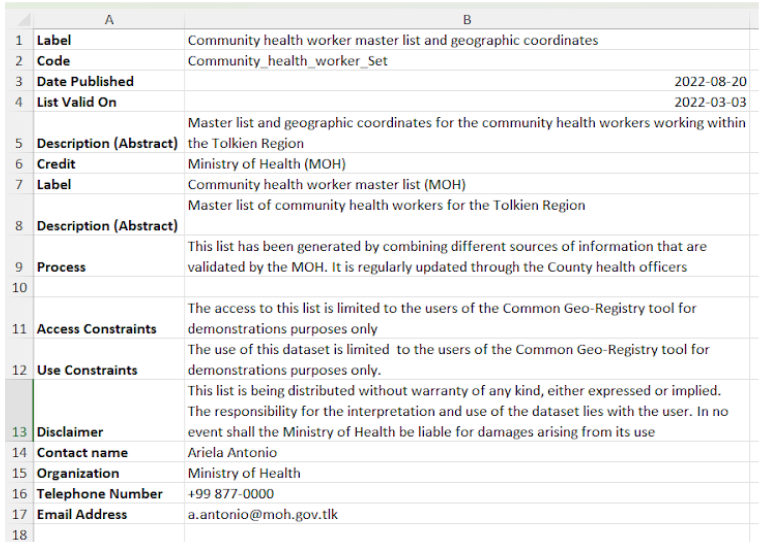 A B
1 Label Community health worker master list and geographic coordinates
2 Code Community_health_worker_Set
3 Date Published 2022-08-20
4 List Valid On 2022-03-03
Master list and geographic coordinates for the community health workers working within
5 Description (Abstract) the Tolkien Region
6 Credit Ministry of Health (MOH)
7 Label Community health worker master list (MOH)
Master list of community health workers for the Tolkien Region
8 Description (Abstract)
This list has been generated by combining different sources of information that are
9 Process validated by the MOH. It is regularly updated through the County health officers
10
The access to this list is limited to the users of the Common Geo-Registry tool for
11 Access Constraints demonstrations purposes only
The use of this dataset is limited  to the users of the Common Geo-Registry tool for
12 Use Constraints demonstrations purposes only.
This list is being distributed without warranty of any kind, either expressed or implied.
The responsibility for the interpretation and use of the dataset lies with the user. In no
13 Disclaimer event shall the Ministry of Health be liable for damages arising from its use
14 Contact name Ariela Antonio
15 Organization Ministry of Health
16 Telephone Number +99 877-0000
17 Email Address a.antonio@moh.gov.tlk
18